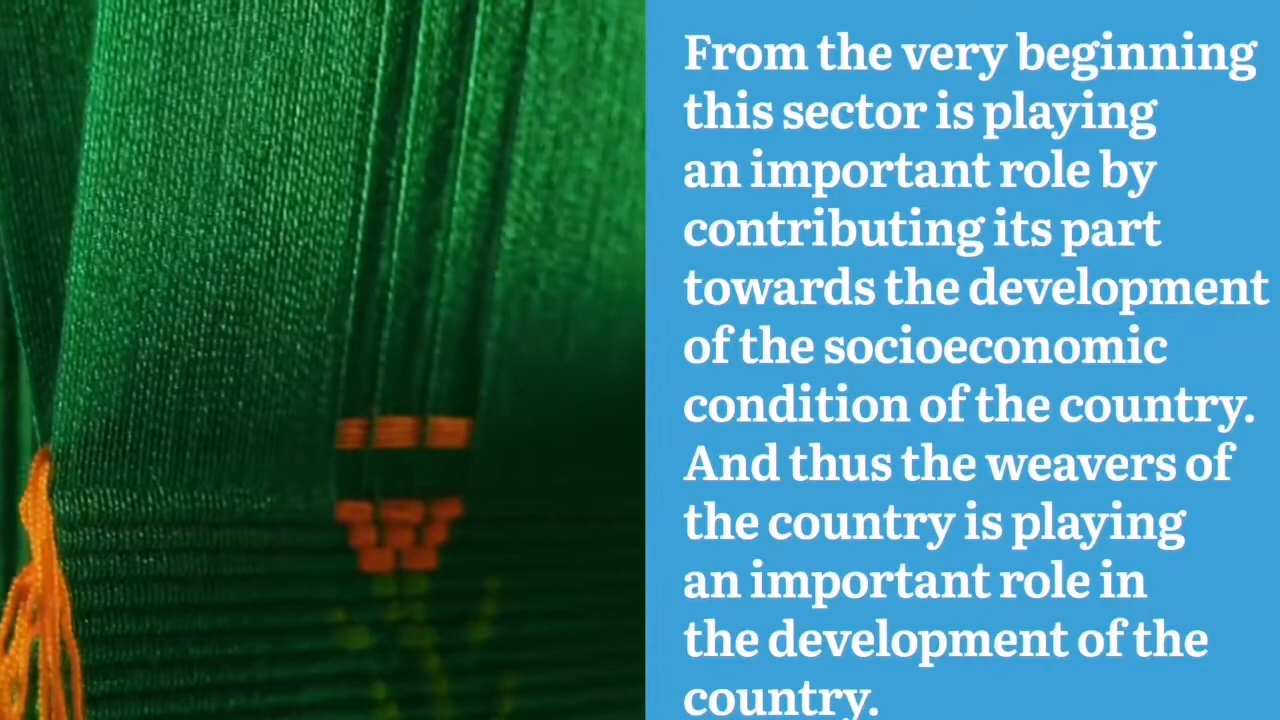 From the very beginning
this sector is playing
an important role by
contributing its part
towards the development
of the socioeconomic
condition of the country.
And thus the weavers of
the country is playing
an important role in
the development of the
country.